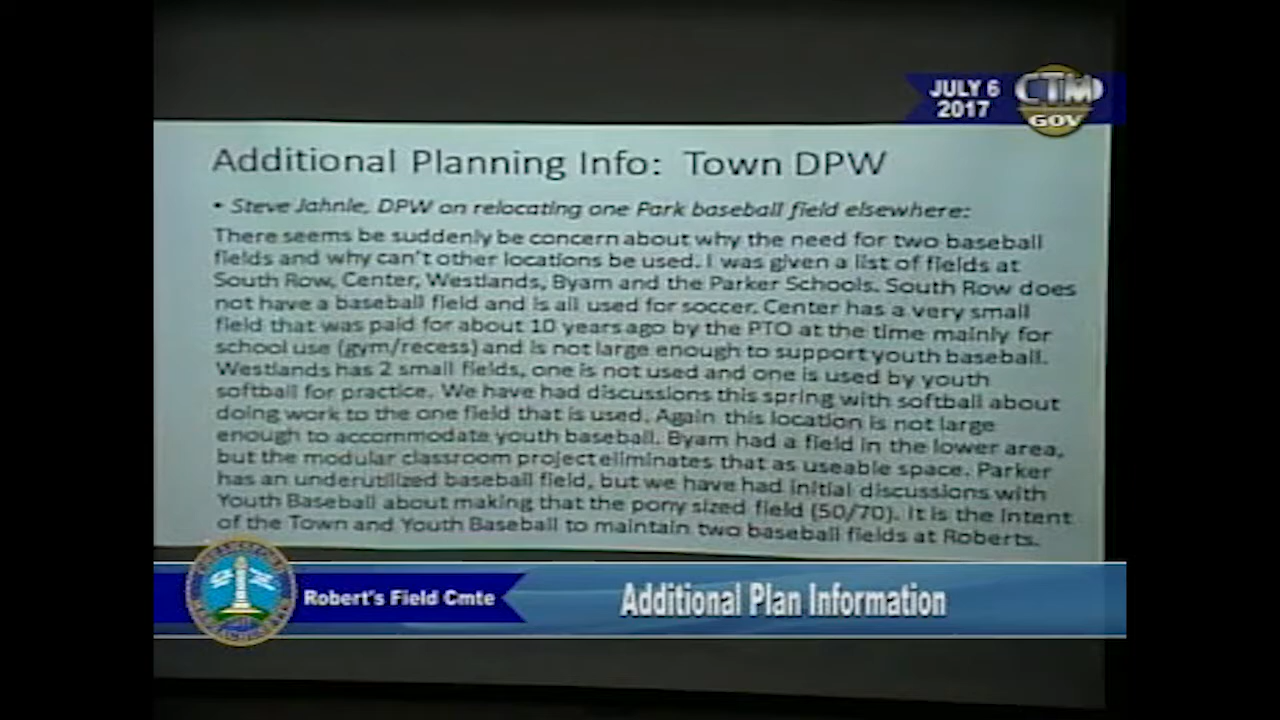 JULY 6
2017
CTM
GOV
Additional Planning Info: Town DPW
• Steve Jahnle, DPW on relocating one Park baseball field elsewhere:
There seems be suddenly be concern about why the need for two baseball
fields and why can't other locations be used. I was given a list of fields at
South Row, Center, Westlands, Byam and the Parker Schools. South Row does
not have a baseball field and is all used for soccer. Center has a very small
field that was paid for about 10 years ago by the PTO at the time mainly for
school use (gym/recess) and is not large enough to support youth baseball.
Westlands has 2 small fields, one is not used and one is used by youth
softball for practice. We have had discussions this spring with softball about
doing work to the one field that is used. Again this location is not large
enough to accommodate youth baseball. Byam had a field in the lower area,
but the modular classroom project eliminates that as useable space. Parker
has an underutilized baseball field, but we have had initial discussions with
Youth Baseball about making that the pony sized field (50/70). It is the intent
of the Town and Youth Baseball to maintain two baseball fields at Roberts.
Robert's Field Cmte
Additional Plan Information